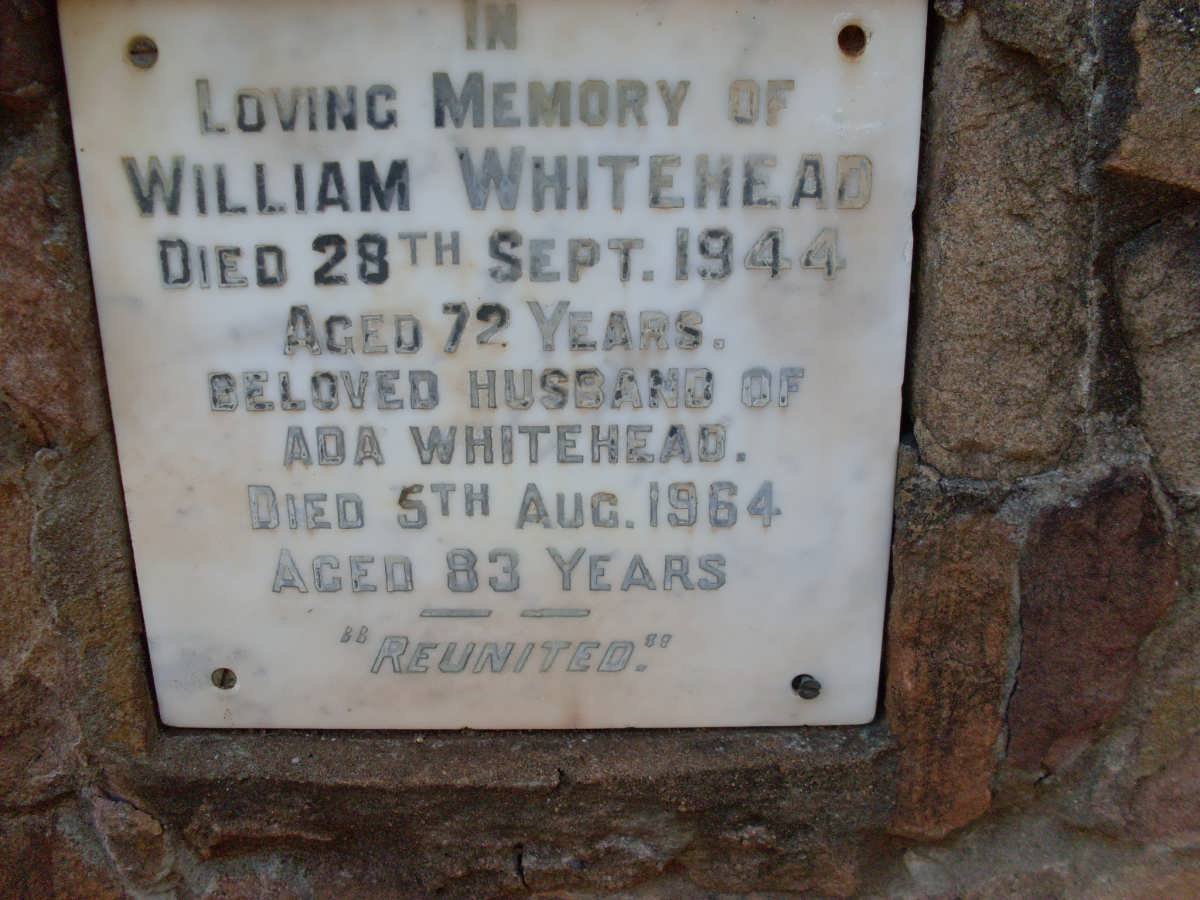 IN
LOVING MEMORY OF
WILLIAM WHITEHEAD
DIED 28TH SEPT. 1944
AGED 72 YEARS.
BELOVED HUSBAND OF
ADA WHITEHEAD.
DIED 5TH AUG. 1964
AGED 83 YEARS
"REUNITED."